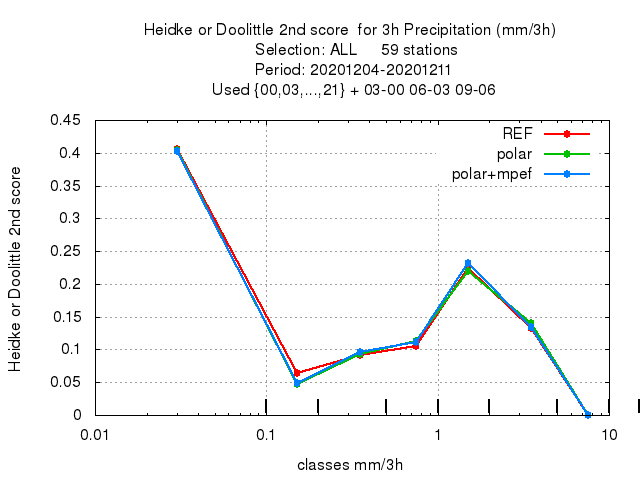 Heidke or Doolittle 2nd score  for 3h Precipitation (mm/3h)
Selection: ALL     59 stations
Period: 20201204-20201211
Used {00,03,...,21} + 03-00 06-03 09-06
REF
polar
polar+mpef
Heidke or Doolittle 2nd score
0.45
0.4
0.35
0.3
0.25
0.2
0.15
0.1
0.05
0
0.01 0.1 1 10
classes mm/3h